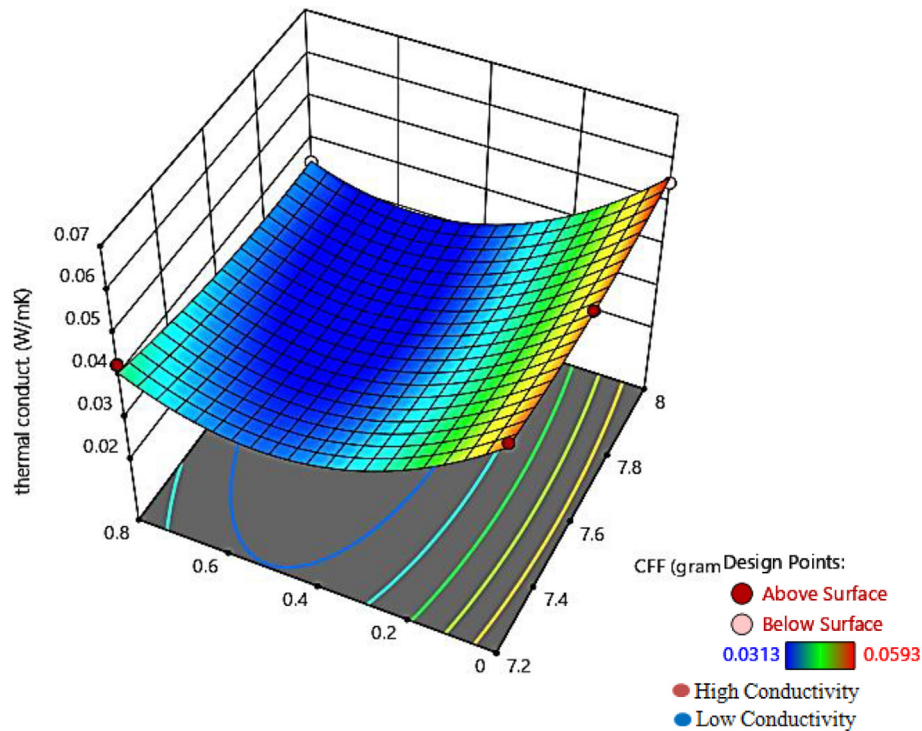 0.07
0.06
0.05
0.04
0.03
0.02
thermal conduct. (W/mK)
0.8
0.6
0.4
0.2
0
7.2
7.4
7.6
7.8
8
CFF (gram
Design Points:
Above Surface
Below Surface
0.0313
0.0593
High Conductivity
Low Conductivity